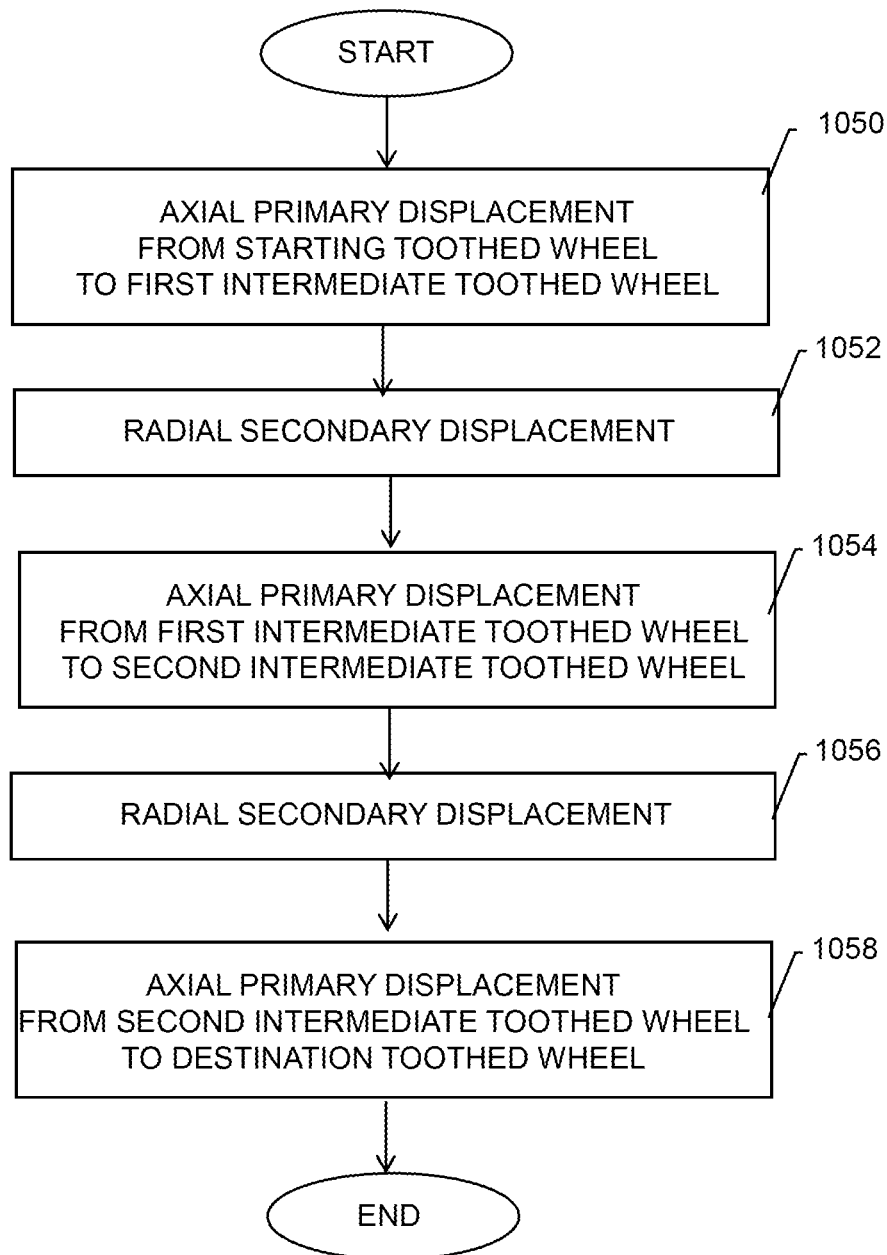 START
1050
AXIAL PRIMARY DISPLACEMENT
FROM STARTING TOOTHED WHEEL
TO FIRST INTERMEDIATE TOOTHED WHEEL
1052
RADIAL SECONDARY DISPLACEMENT
1054
AXIAL PRIMARY DISPLACEMENT
FROM FIRST INTERMEDIATE TOOTHED WHEEL
TO SECOND INTERMEDIATE TOOTHED WHEEL
1056
RADIAL SECONDARY DISPLACEMENT
1058
AXIAL PRIMARY DISPLACEMENT
FROM SECOND INTERMEDIATE TOOTHED WHEEL
TO DESTINATION TOOTHED WHEEL
END